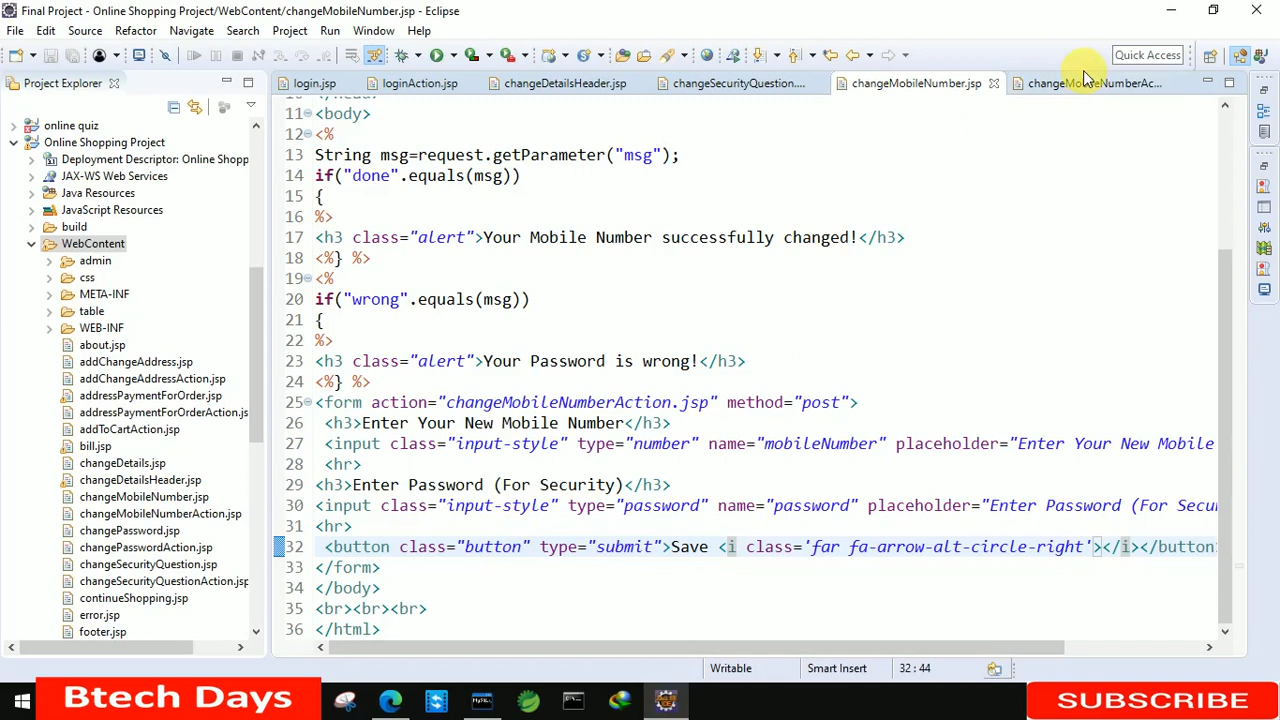 Final Project - Online Shopping Project/WebContent/changeMobileNumber.jsp - Eclipse
File Edit Source Refactor Navigate Search Project Run Window Help
Quick Access
Project Explorer
login.jsp
loginAction.jsp
changeDetailsHeader.jsp
changeSecurityQuestion....
changeMobileNumber.jsp
changeMobileNumberAc...
online quiz
Online Shopping Project
Deployment Descriptor: Online Shopp
JAX-WS Web Services
Java Resources
JavaScript Resources
build
WebContent
admin
css
META-INF
table
WEB-INF
about.jsp
addChangeAddress.jsp
addChangeAddressAction.jsp
addressPaymentForOrder.jsp
addressPaymentForOrderAction.js
addToCartAction.jsp
bill.jsp
changeDetails.jsp
changeDetailsHeader.jsp
changeMobileNumber.jsp
changeMobileNumberAction.jsp
changePassword.jsp
changePasswordAction.jsp
changeSecurityQuestion.jsp
changeSecurityQuestionAction.jsp
continueShopping.jsp
error.jsp
footer.jsp
10 </head>
11 <body>
12 <%
13 String msg=request.getParameter("msg");
14 if("done".equals(msg))
15 {
16 %>
17 <h3 class="alert">Your Mobile Number successfully changed!</h3>
18 <%} %>
19 <%
20 if("wrong".equals(msg))
21 {
22 %>
23 <h3 class="alert">Your Password is wrong!</h3>
24 <%} %>
25 <form action="changeMobileNumberAction.jsp" method="post">
26 <h3>Enter Your New Mobile Number</h3>
27 <input class="input-style" type="number" name="mobileNumber" placeholder="Enter Your New Mobile
28 <hr>
29 <h3>Enter Password (For Security)</h3>
30 <input class="input-style" type="password" name="password" placeholder="Enter Password (For Secu
31 <hr>
32 <button class="button" type="submit">Save <i class='far fa-arrow-alt-circle-right'></i></button
33 </form>
34 </body>
35 <br><br><br>
36 </html>
Writable Smart Insert 32 : 44
Btech Days
SUBSCRIBE